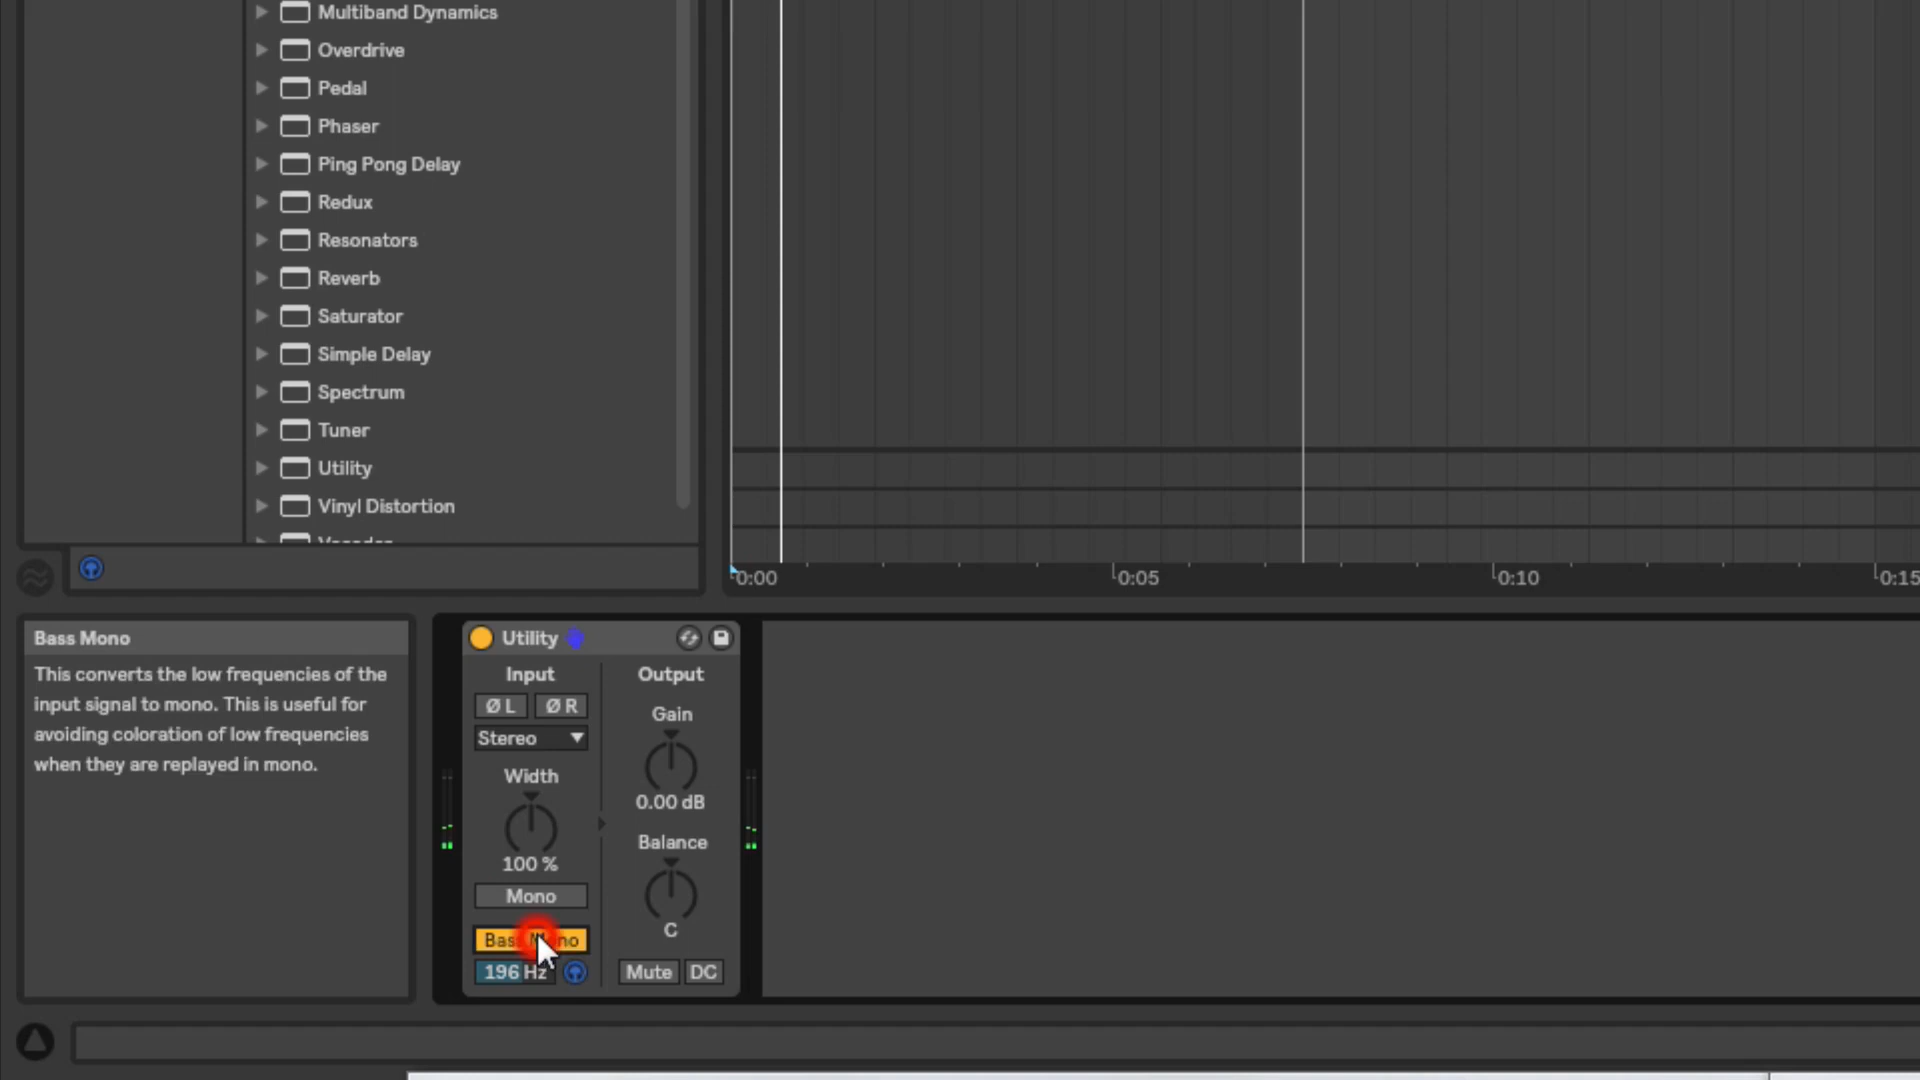 Multiband Dynamics
Overdrive
Pedal
Phaser
Ping Pong Delay
Redux
Resonators
Reverb
Saturator
Simple Delay
Spectrum
Tuner
Utility
Vinyl Distortion
0:00
0:05
0:10
0:15
Bass Mono
This converts the low frequencies of the
input signal to mono. This is useful for
avoiding coloration of low frequencies
when they are replayed in mono.
Utility
Input
Ø L
Ø R
Stereo
Width
100 %
Mono
Bass Mono
196 Hz
Output
Gain
0.00 dB
Balance
C
Mute
DC